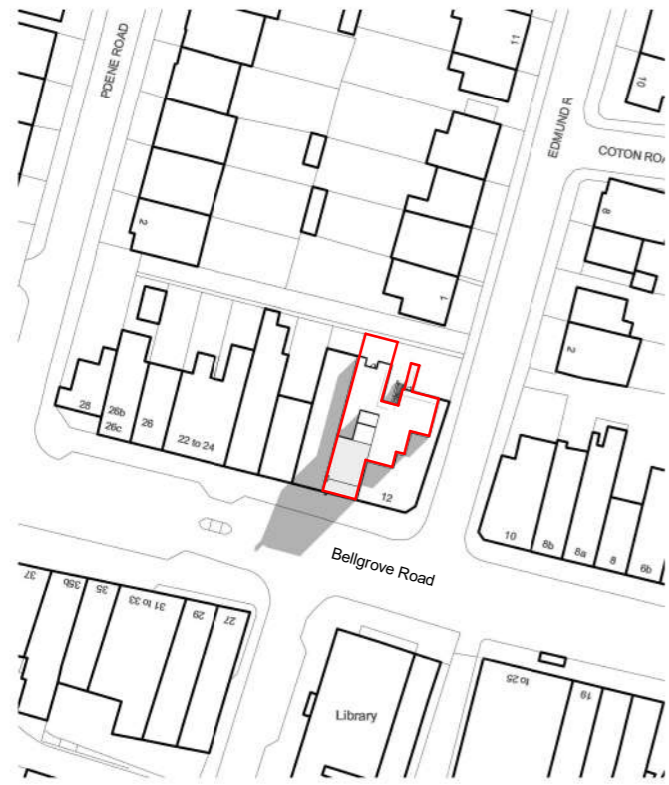 PDENE ROAD
EDMUND R
COTON ROA
11
10
2
8
1
2
28
26b
26c
26
22 to 24
12
10
8b
8a
8
6b
Bellgrove Road
37
35b
35
31 to 33
29
27
Library
to 25
19